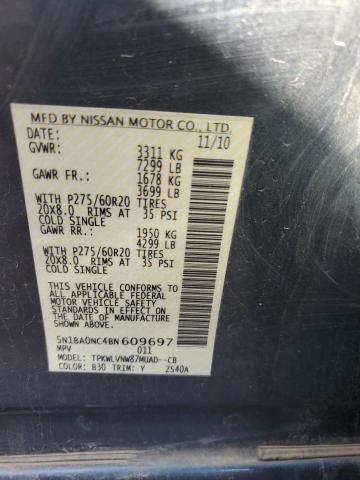 MFD BY NISSAN MOTOR CO., LTD.
DATE: 11/10
GVWR: 3311 KG
7299 LB
GAWR FR: 1678 KG
3699 LB
WITH P275/60R20 TIRES
20X8.0 RIMS AT 35 PSI
COLD SINGLE
GAWR RR: 1950 KG
4299 LB
WITH P275/60R20 TIRES
20X8.0 RIMS AT 35 PSI
COLD SINGLE
THIS VEHICLE CONFORMS TO ALL
APPLICABLE FEDERAL
MOTOR VEHICLE SAFETY
STANDARDS IN EFFECT ON
THE DATE OF MANUFACTURE
SHOWN ABOVE.
5N1BA0NC4BN609697
MPV 011
MODEL: TPKWLVNW87MUAD--CB
COLOR: B30 TRIM: Y ZS40A